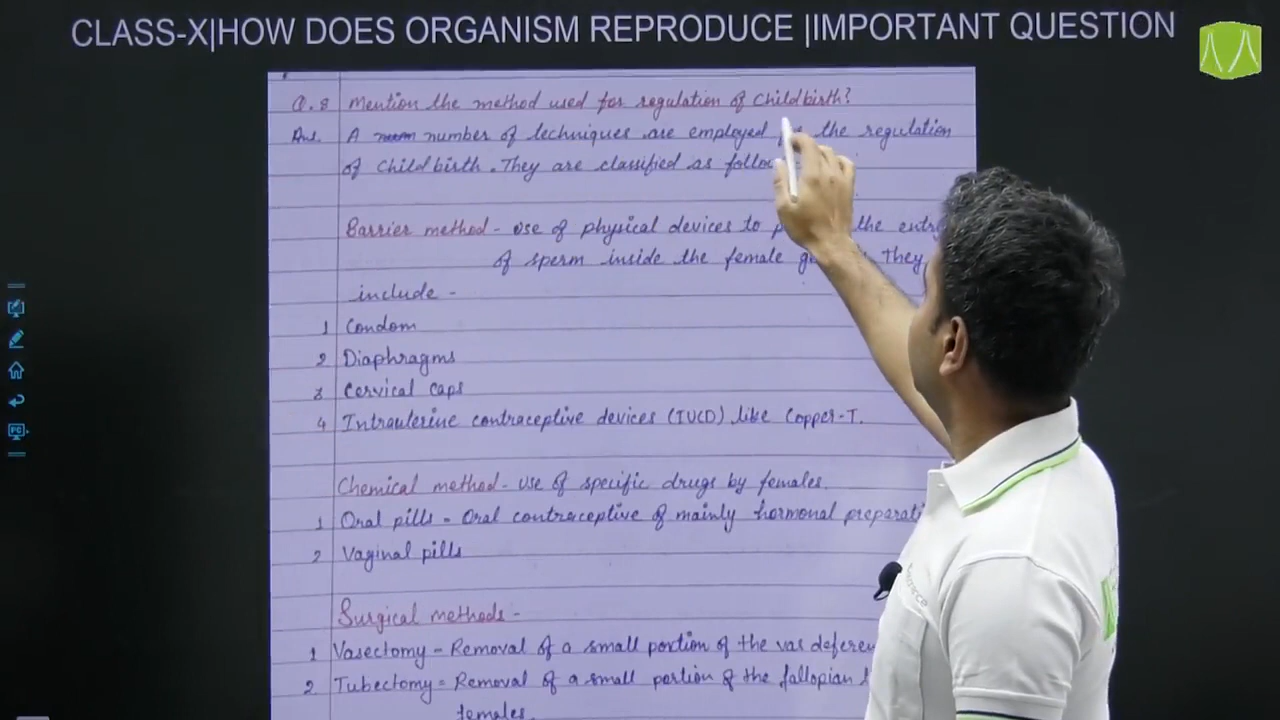 CLASS-X|HOW DOES ORGANISM REPRODUCE |IMPORTANT QUESTION
Q.8 Mention the method used for regulation of Childbirth?
Ans. A number of techniques are employed the regulation
of Childbirth. They are classified as
Barrier method - use of physical devices to the
of sperm inside the female They
include -
1 Condom
2 Diaphragms
3 Cervical caps
4 Intrauterine contraceptive devices (IUCD) like Copper-T.
Chemical method - use of specific drugs by females.
1 Oral pills = Oral contraceptive of mainly hormonal
2 Vaginal pills
Surgical methods -
1 Vasectomy - Removal of a small portion of the vas
2 Tubectomy = Removal of a small portion of the fallopian
females.